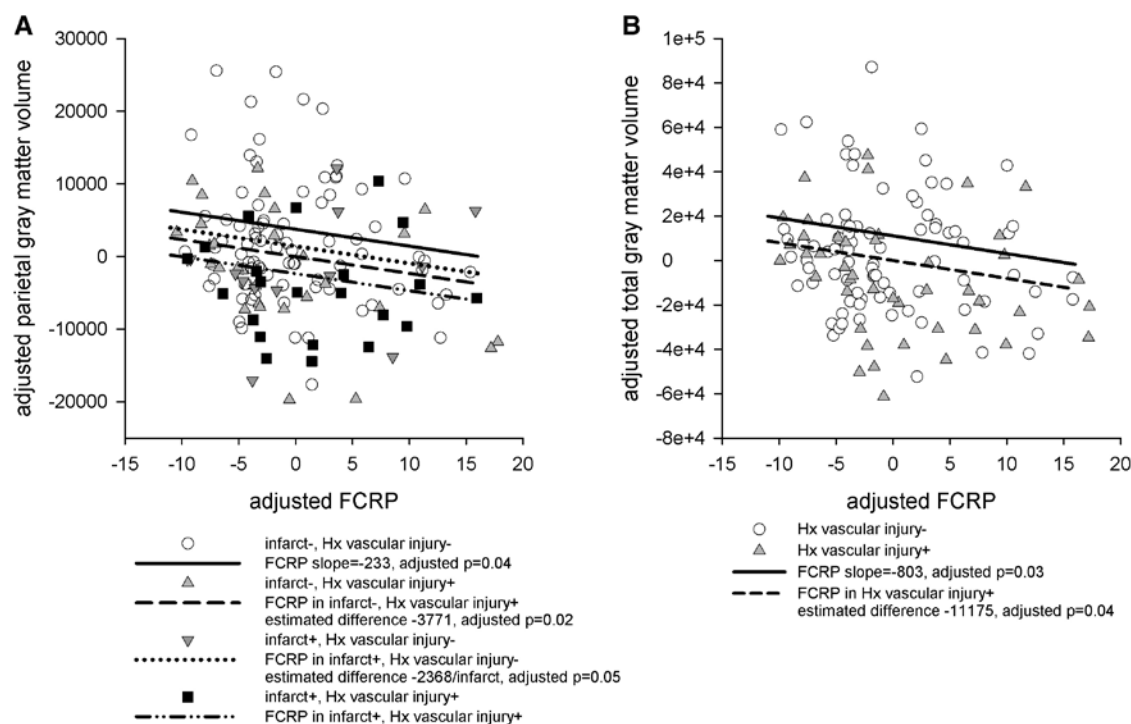 A
B
30000
20000
10000
0
-10000
-20000
-15
-10
-5
0
5
10
15
20
adjusted parietal gray matter volume
adjusted FCRP
infarct-, Hx vascular injury-
FCRP slope=-233, adjusted p=0.04
infarct-, Hx vascular injury+
FCRP in infarct-, Hx vascular injury+
estimated difference -3771, adjusted p=0.02
infarct+, Hx vascular injury-
FCRP in infarct+, Hx vascular injury-
estimated difference -2368/infarct, adjusted p=0.05
infarct+, Hx vascular injury+
FCRP in infarct+, Hx vascular injury+
1e+5
8e+4
6e+4
4e+4
2e+4
0
-2e+4
-4e+4
-6e+4
-8e+4
-15
-10
-5
0
5
10
15
20
adjusted total gray matter volume
adjusted FCRP
Hx vascular injury-
Hx vascular injury+
FCRP slope=-803, adjusted p=0.03
FCRP in Hx vascular injury+
estimated difference -11175, adjusted p=0.04